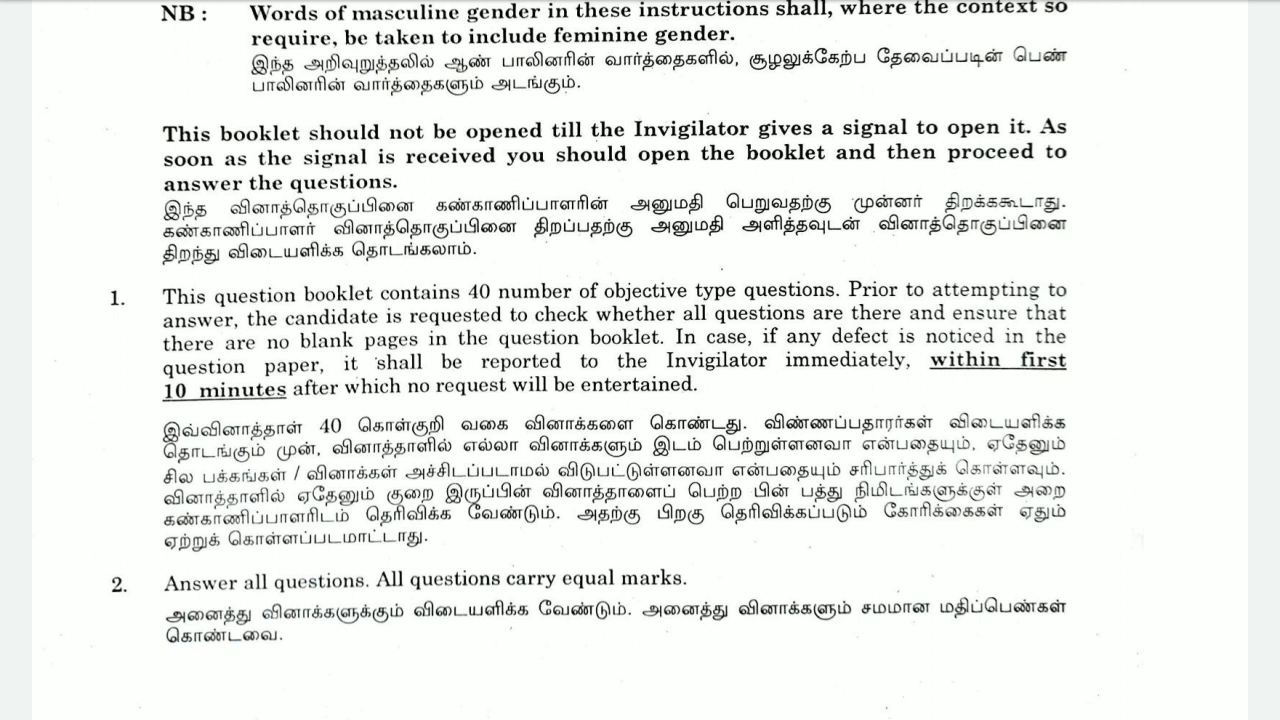 NB : Words of masculine gender in these instructions shall, where the context so
require, be taken to include feminine gender.
இந்த அறிவுறுத்தலில் ஆண் பாலினரின் வார்த்தைகளில், சூழலுக்கேற்ப தேவைப்படின் பெண்
பாலினரின் வார்த்தைகளும் அடங்கும்.
This booklet should not be opened till the Invigilator gives a signal to open it. As
soon as the signal is received you should open the booklet and then proceed to
answer the questions.
இந்த வினாத்தொகுப்பினை கண்காணிப்பாளரின் அனுமதி பெறுவதற்கு முன்னர் திறக்ககூடாது.
கண்காணிப்பாளர் வினாத்தொகுப்பினை திறப்பதற்கு அனுமதி அளித்தவுடன் வினாத்தொகுப்பினை
திறந்து விடையளிக்க தொடங்கலாம்.
1. This question booklet contains 40 number of objective type questions. Prior to attempting to
answer, the candidate is requested to check whether all questions are there and ensure that
there are no blank pages in the question booklet. In case, if any defect is noticed in the
question paper, it shall be reported to the Invigilator immediately, within first
10 minutes after which no request will be entertained.
இவ்வினாத்தாள் 40 கொள்குறி வகை வினாக்களை கொண்டது. விண்ணப்பதாரர்கள் விடையளிக்க
தொடங்கும் முன், வினாத்தாளில் எல்லா வினாக்களும் இடம் பெற்றுள்ளனவா என்பதையும், ஏதேனும்
சில பக்கங்கள் / வினாக்கள் அச்சிடப்படாமல் விடுபட்டுள்ளனவா என்பதையும் சரிபார்த்துக் கொள்ளவும்.
வினாத்தாளில் ஏதேனும் குறை இருப்பின் வினாத்தாளைப் பெற்ற பின் பத்து நிமிடங்களுக்குள் அறை
கண்காணிப்பாளரிடம் தெரிவிக்க வேண்டும். அதற்கு பிறகு தெரிவிக்கப்படும் கோரிக்கைகள் ஏதும்
ஏற்றுக் கொள்ளப்படமாட்டாது.
2. Answer all questions. All questions carry equal marks.
அனைத்து வினாக்களுக்கும் விடையளிக்க வேண்டும். அனைத்து வினாக்களும் சமமான மதிப்பெண்கள்
கொண்டவை.